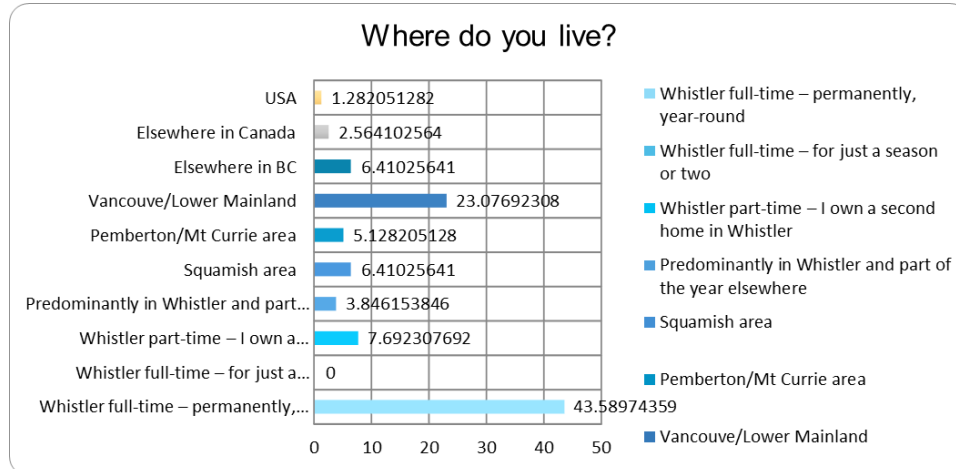 Where do you live?
USA
1.282051282
Elsewhere in Canada
2.564102564
Elsewhere in BC
6.41025641
Vancouve/Lower Mainland
23.07692308
Pemberton/Mt Currie area
5.128205128
Squamish area
6.41025641
Predominantly in Whistler and part...
3.846153846
Whistler part-time – I own a...
7.692307692
Whistler full-time – for just a...
0
Whistler full-time – permanently,...
43.58974359
0 10 20 30 40 50
Whistler full-time – permanently,
year-round
Whistler full-time – for just a season
or two
Whistler part-time – I own a second
home in Whistler
Predominantly in Whistler and part of
the year elsewhere
Squamish area
Pemberton/Mt Currie area
Vancouve/Lower Mainland